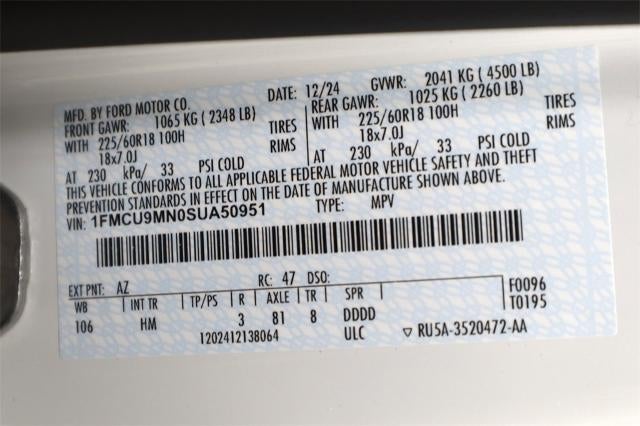 MFD. BY FORD MOTOR CO. DATE: 12/24 GVWR: 2041 KG ( 4500 LB)
FRONT GAWR: 1065 KG ( 2348 LB) REAR GAWR: 1025 KG ( 2260 LB)
WITH 225/60R18 100H TIRES WITH 225/60R18 100H TIRES
18x7.0J RIMS 18x7.0J RIMS
AT 230 kPa/ 33 PSI COLD AT 230 kPa/ 33 PSI COLD
THIS VEHICLE CONFORMS TO ALL APPLICABLE FEDERAL MOTOR VEHICLE SAFETY AND THEFT
PREVENTION STANDARDS IN EFFECT ON THE DATE OF MANUFACTURE SHOWN ABOVE.
VIN: 1FMCU9MN0SUA50951 TYPE: MPV
EXT PNT: AZ RC: 47 DSO: F0096
WB INT TR TP/PS R AXLE TR SPR T0195
106 HM 3 81 8 DDDD
1202412138064 ULC RU5A-3520472-AA